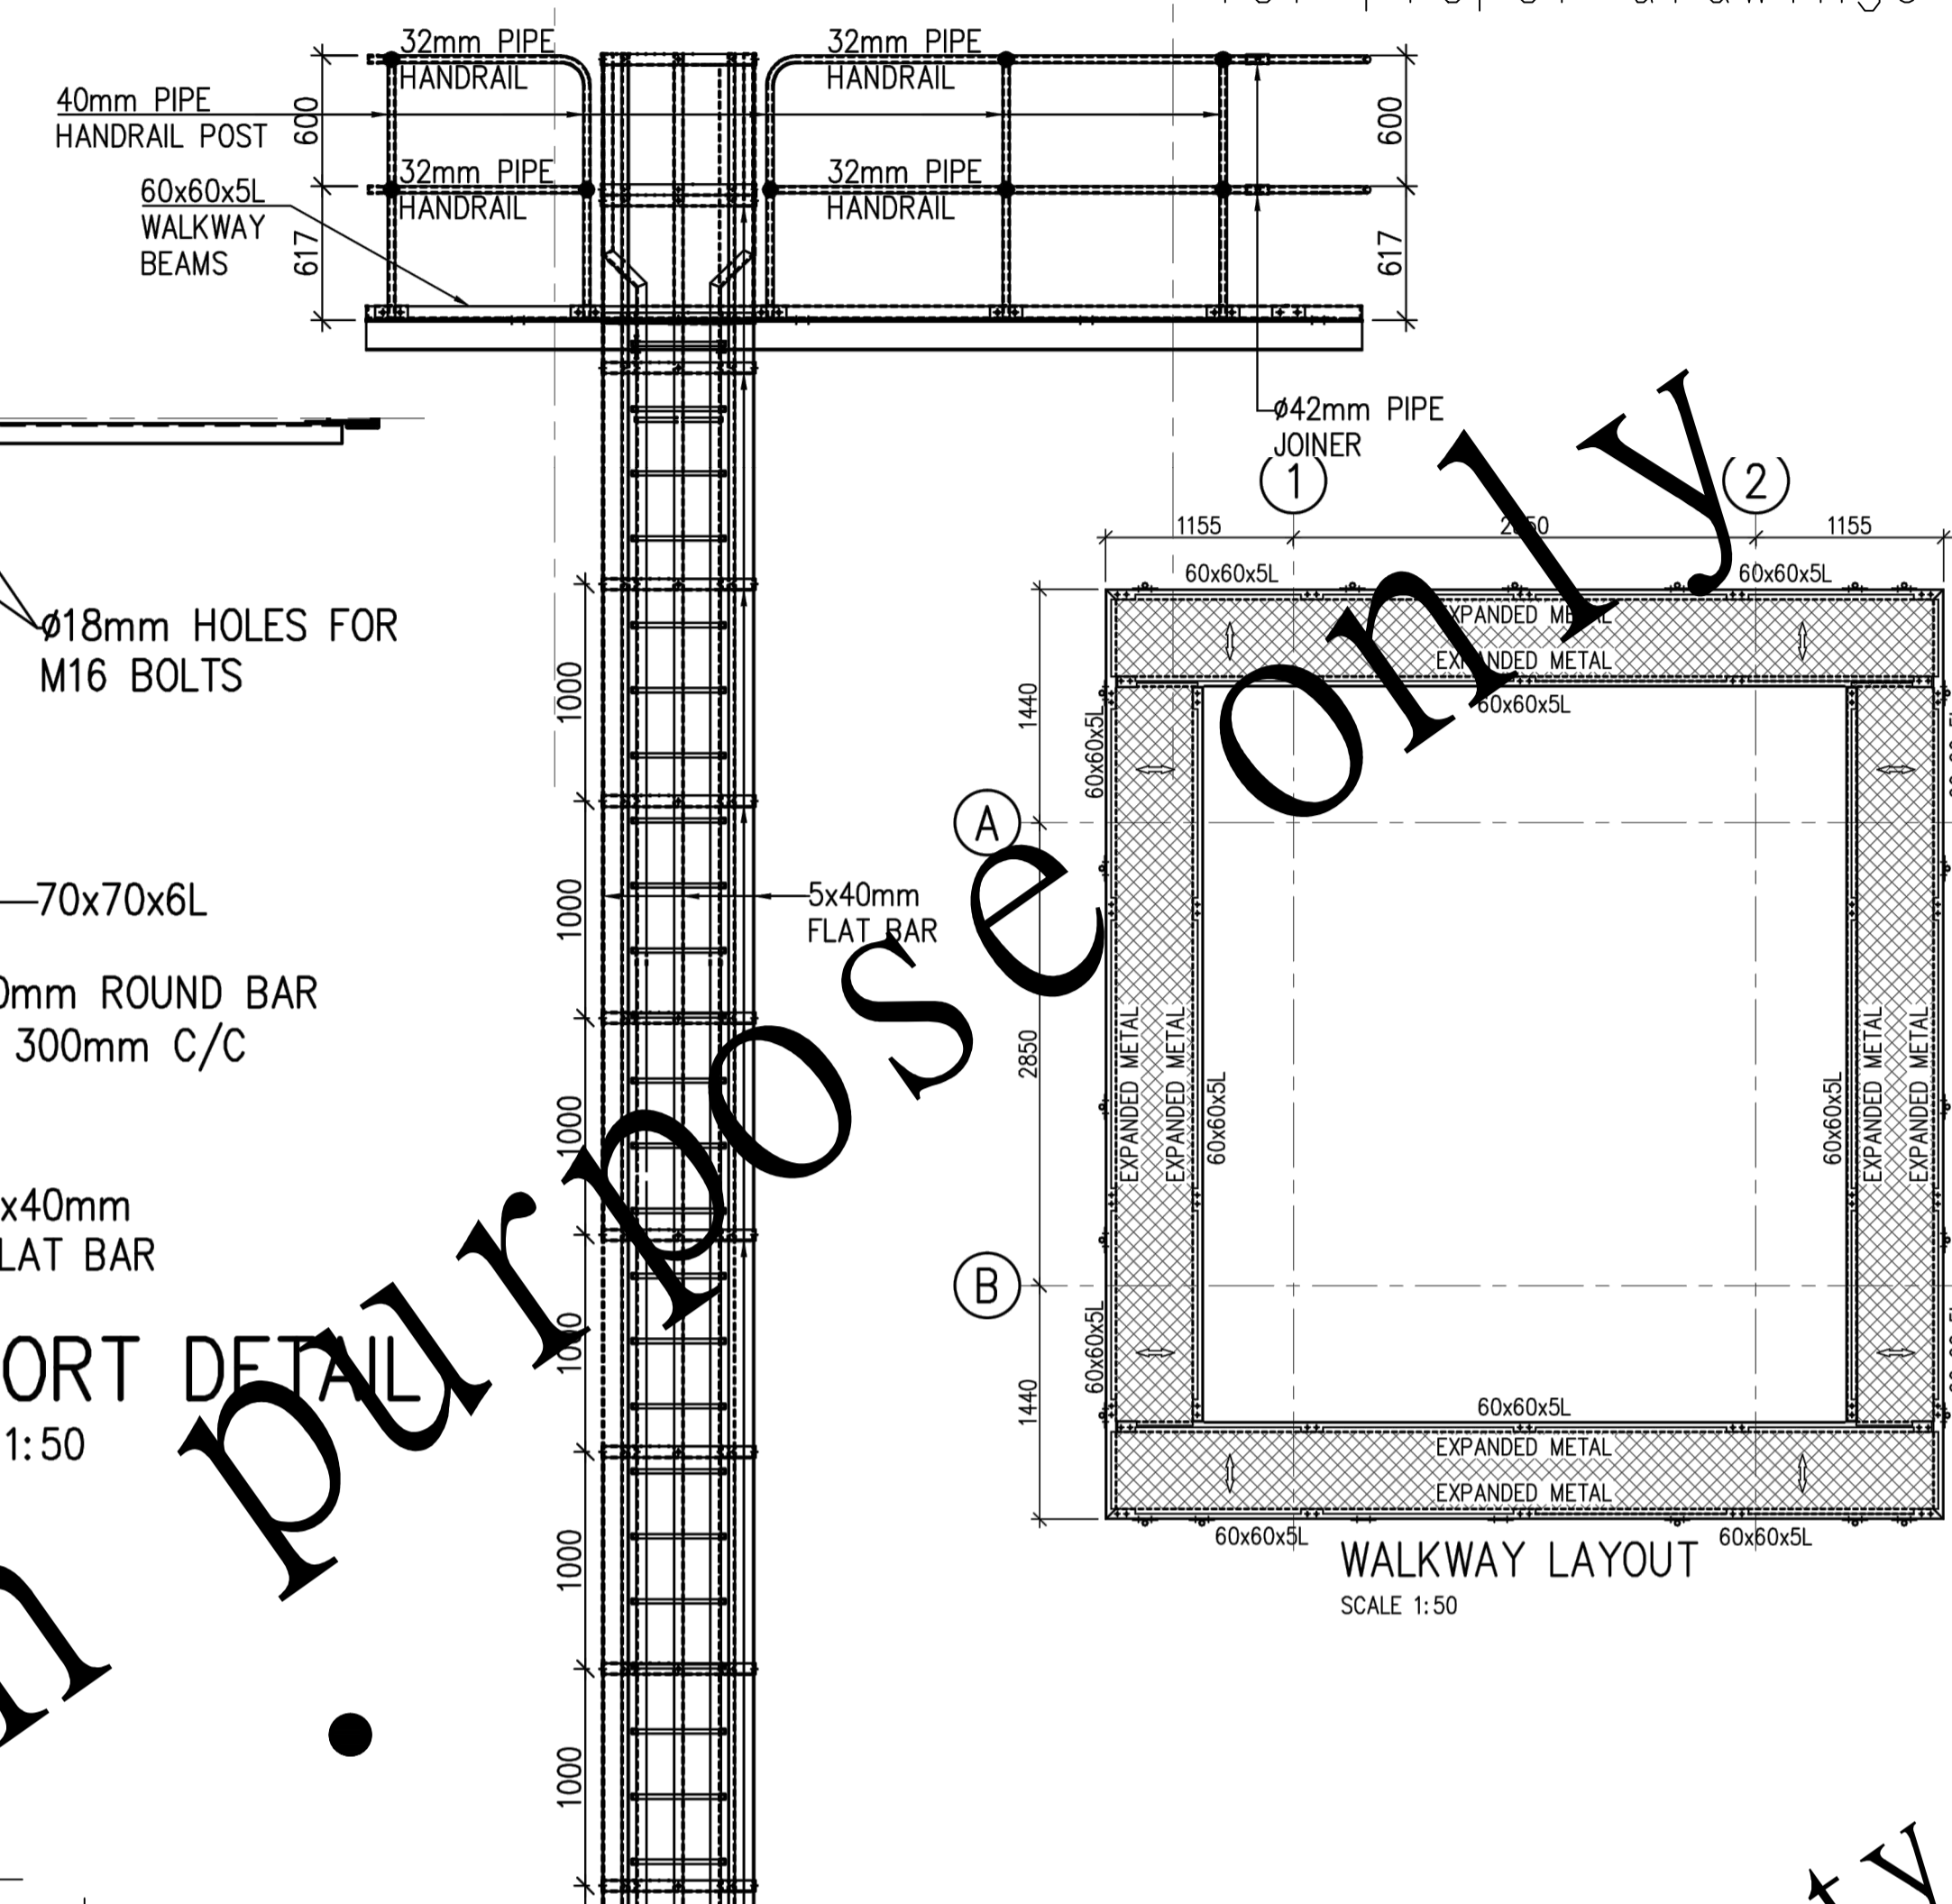 32mm PIPE
HANDRAIL
32mm PIPE
HANDRAIL
40mm PIPE
HANDRAIL POST
600
600
32mm PIPE
HANDRAIL
32mm PIPE
HANDRAIL
60x60x5L
WALKWAY
BEAMS
617
617
Ø42mm PIPE
JOINER
Ø18mm HOLES FOR
M16 BOLTS
70x70x6L
ROUND BAR
300mm C/C
x40mm
LAT BAR
ORT DETAIL
1:50
1000
1000
1000
1000
1000
1000
5x40mm
FLAT BAR
1
2
1155
1155
60x60x5L
60x60x5L
EXPANDED METAL
EXPANDED METAL
60x60x5L
1440
60x60x5L
A
2850
EXPANDED METAL
EXPANDED METAL
60x60x5L
60x60x5L
EXPANDED METAL
EXPANDED METAL
B
1440
60x60x5L
60x60x5L
EXPANDED METAL
EXPANDED METAL
60x60x5L
60x60x5L
WALKWAY LAYOUT
SCALE 1:50
purpose only